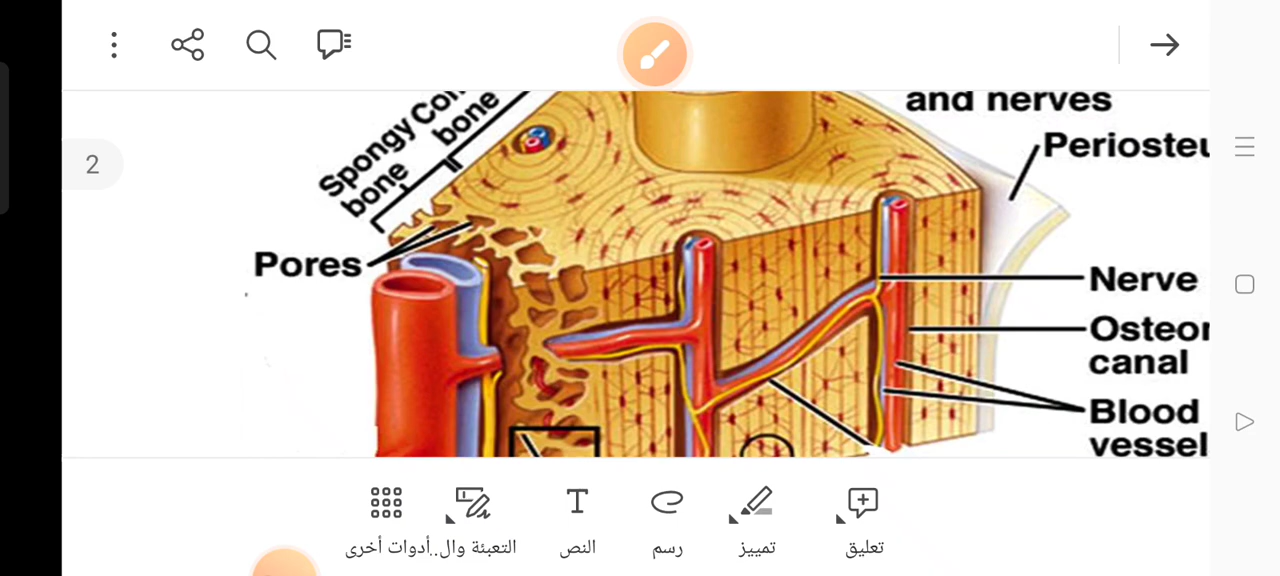 and nerves
Periosteu
Spongy Com
bone bone
2
Pores
Nerve
Osteon
canal
Blood
vessel
تعليق
تمييز
رسم
النص
التعبئة وال..
أدوات أخرى